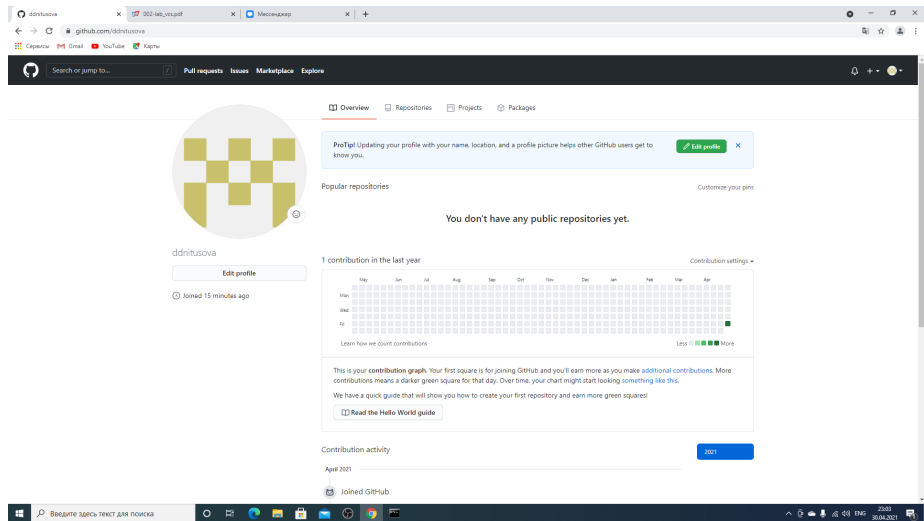 ddnitusova
002-lab_vcs.pdf
Мессенджер
github.com/ddnitusova
Сервисы Gmail YouTube Карты
Search or jump to... / Pull requests Issues Marketplace Explore
Overview Repositories Projects Packages
ProTip! Updating your profile with your name, location, and a profile picture helps other GitHub users get to
know you.
Edit profile
Popular repositories
Customize your pins
You don't have any public repositories yet.
ddnitusova
Edit profile
Joined 15 minutes ago
1 contribution in the last year
Contribution settings
May Jun Jul Aug Sep Oct Nov Dec Jan Feb Mar Apr
Mon
Wed
Fri
Learn how we count contributions
Less More
This is your contribution graph. Your first square is for joining GitHub and you'll earn more as you make additional contributions. More
contributions means a darker green square for that day. Over time, your chart might start looking something like this.
We have a quick guide that will show you how to create your first repository and earn more green squares!
Read the Hello World guide
Contribution activity
2021
April 2021
Joined GitHub
Введите здесь текст для поиска
ENG
23:03
30.04.2021